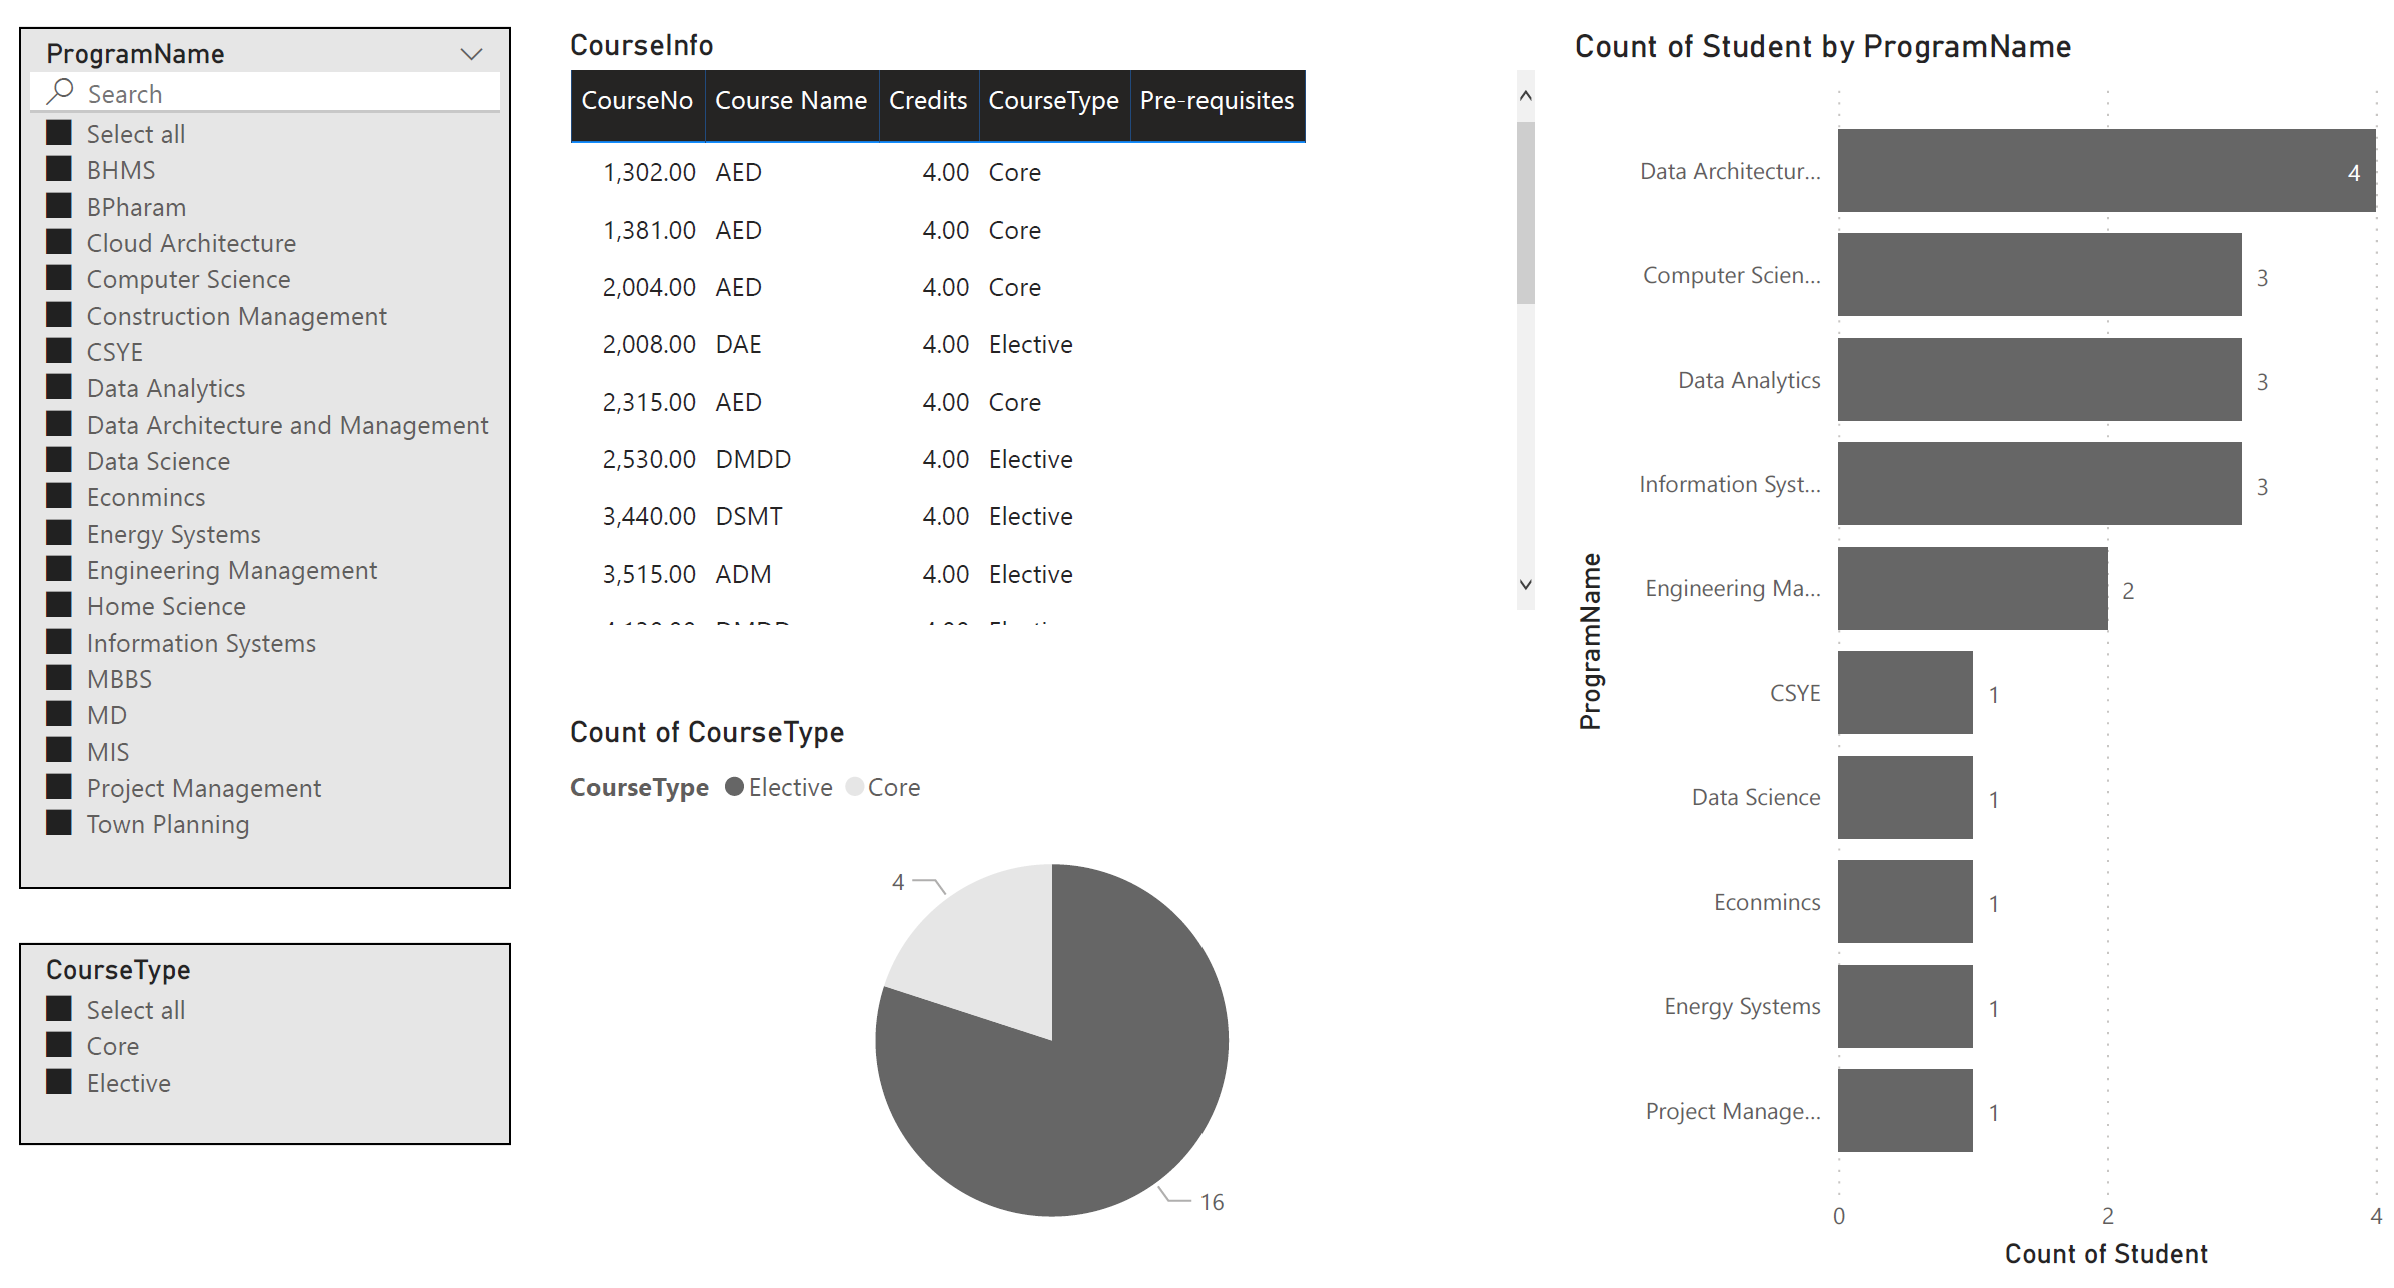 ProgramName
Search
Select all
BHMS
BPharam
Cloud Architecture
Computer Science
Construction Management
CSYE
Data Analytics
Data Architecture and Management
Data Science
Econmincs
Energy Systems
Engineering Management
Home Science
Information Systems
MBBS
MD
MIS
Project Management
Town Planning
CourseType
Select all
Core
Elective
CourseInfo
CourseNo Course Name Credits CourseType Pre-requisites
1,302.00 AED 4.00 Core
1,381.00 AED 4.00 Core
2,004.00 AED 4.00 Core
2,008.00 DAE 4.00 Elective
2,315.00 AED 4.00 Core
2,530.00 DMDD 4.00 Elective
3,440.00 DSMT 4.00 Elective
3,515.00 ADM 4.00 Elective
Count of CourseType
CourseType Elective Core
4
16
Count of Student by ProgramName
ProgramName
Data Architectur... 4
Computer Scien... 3
Data Analytics 3
Information Syst... 3
Engineering Ma... 2
CSYE 1
Data Science 1
Econmincs 1
Energy Systems 1
Project Manage... 1
0 2 4
Count of Student